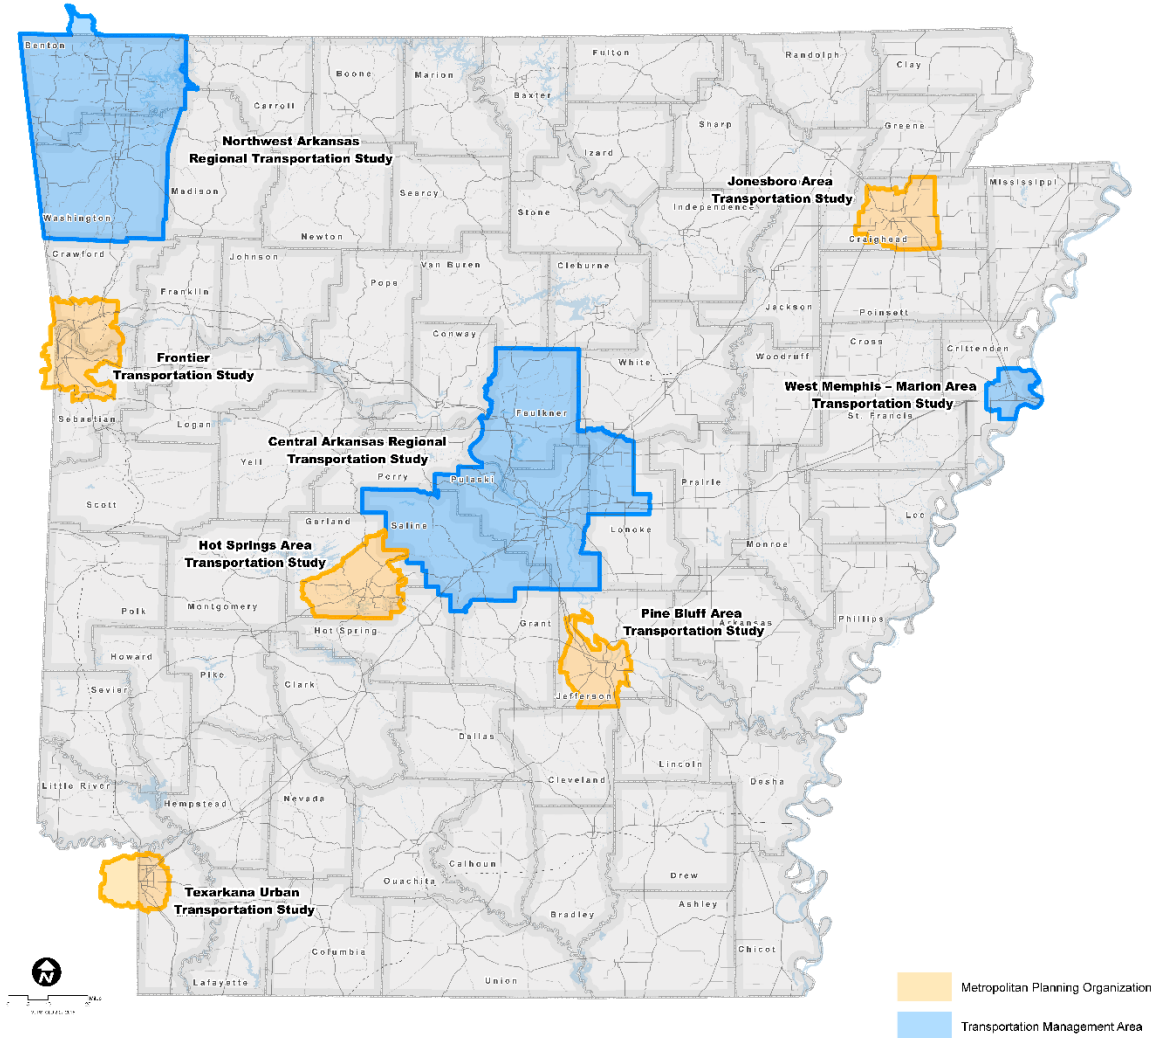 Benton
Carroll
Boone
Marion
Baxter
Fulton
Randolph
Clay
Northwest Arkansas
Regional Transportation Study
Washington
Madison
Newton
Searcy
Stone
Izard
Sharp
Independence
Greene
Mississippi
Jonesboro Area
Transportation Study
Craighead
Crawford
Franklin
Johnson
Pope
Van Buren
Cleburne
Jackson
Poinsett
Frontier
Transportation Study
Sebastian
Logan
Conway
White
Woodruff
Cross
Crittenden
West Memphis – Marion Area
Transportation Study
St. Francis
Central Arkansas Regional
Transportation Study
Faulkner
Scott
Yell
Perry
Pulaski
Prairie
Lee
Garland
Saline
Lonoke
Monroe
Hot Springs Area
Transportation Study
Polk
Montgomery
Hot Spring
Grant
Pine Bluff Area
Transportation Study
Arkansas
Phillips
Jefferson
Howard
Sevier
Pike
Clark
Dallas
Cleveland
Lincoln
Desha
Little River
Hempstead
Nevada
Calhoun
Ouachita
Drew
Ashley
Bradley
Chicot
Texarkana Urban
Transportation Study
Columbia
Lafayette
Union
N
Metropolitan Planning Organization
Transportation Management Area